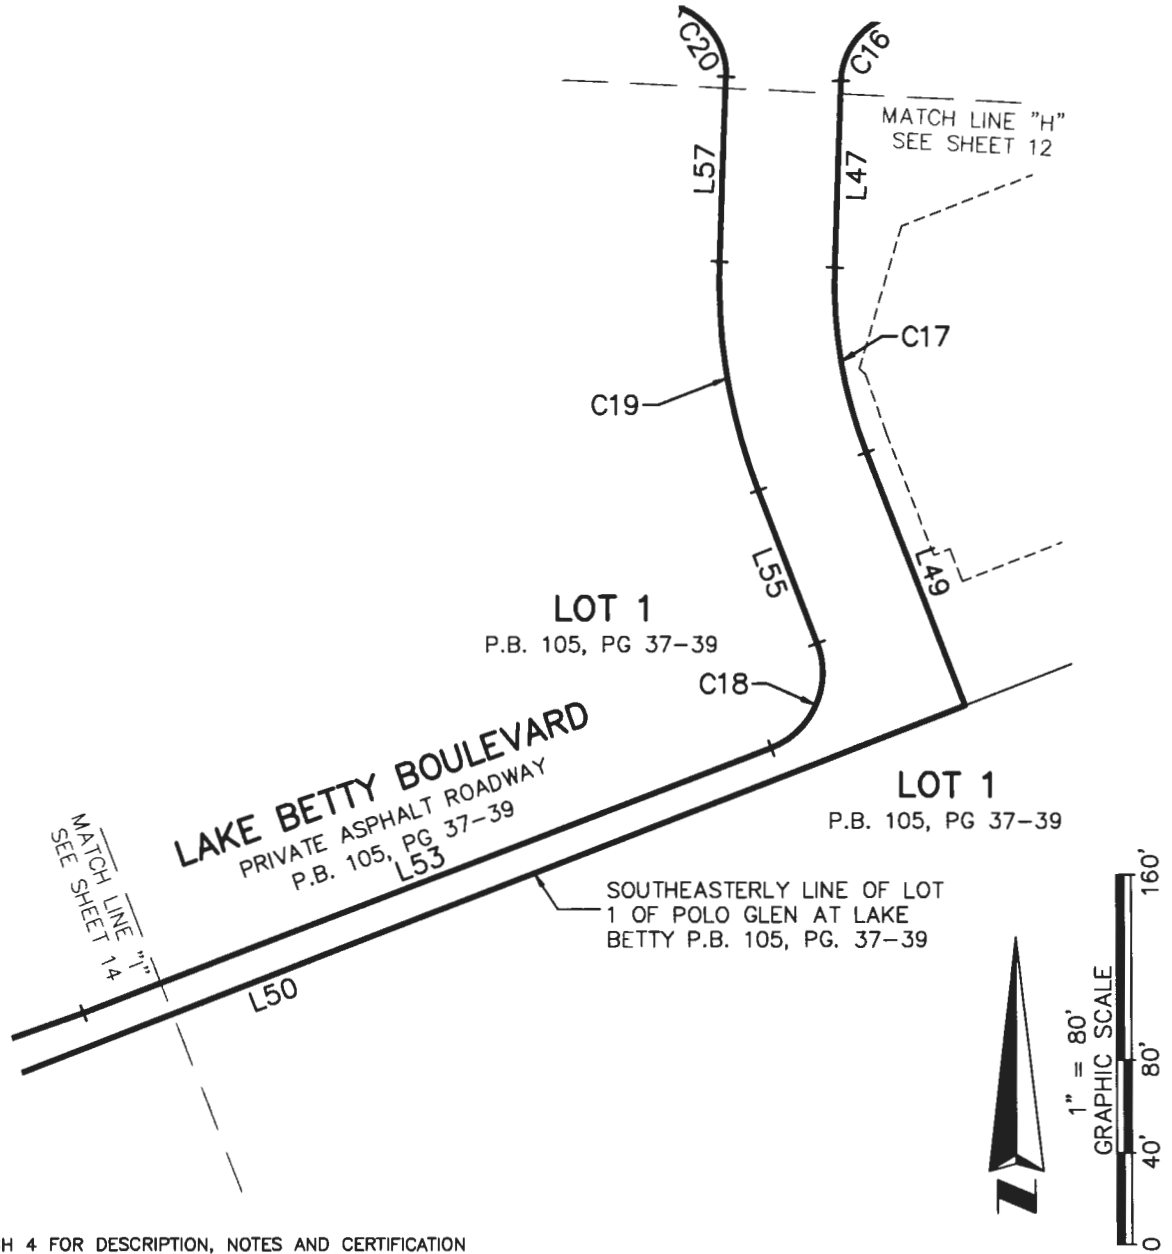 C20
C16
MATCH LINE "H"
SEE SHEET 12
L57
L47
C17
C19
L55
L49
LOT 1
P.B. 105, PG 37-39
C18
LAKE BETTY BOULEVARD
PRIVATE ASPHALT ROADWAY
P.B. 105, PG 37-39
L53
LOT 1
P.B. 105, PG 37-39
MATCH LINE "I"
SEE SHEET 14
SOUTHEASTERLY LINE OF LOT
1 OF POLO GLEN AT LAKE
BETTY P.B. 105, PG. 37-39
L50
N
1" = 80'
GRAPHIC SCALE
0 40' 80' 160'
H 4 FOR DESCRIPTION, NOTES AND CERTIFICATION